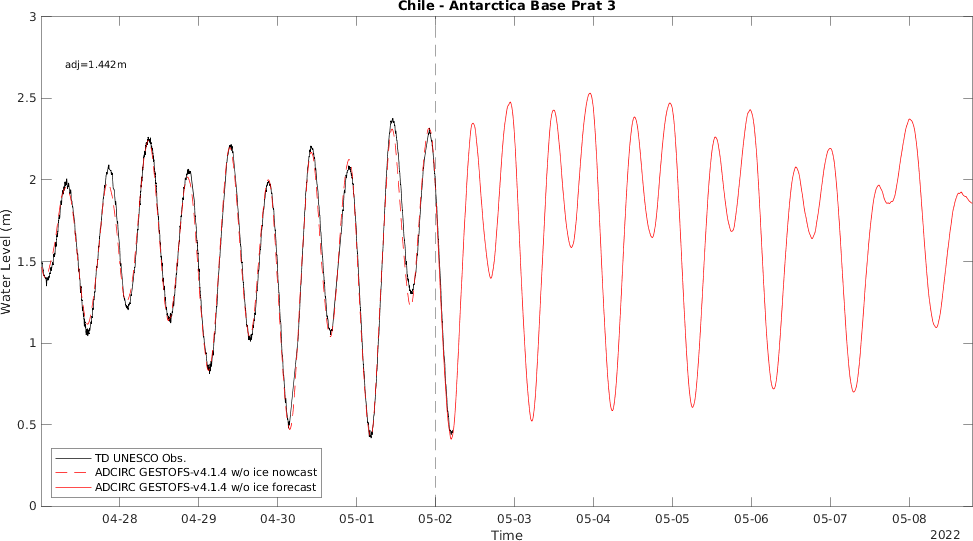 Chile - Antarctica Base Prat 3
3
adj=1.442m
2.5
2
Water Level (m)
1.5
1
0.5
TD UNESCO Obs.
ADCIRC GESTOFS-v4.1.4 w/o ice nowcast
ADCIRC GESTOFS-v4.1.4 w/o ice forecast
0
04-28 04-29 04-30 05-01 05-02 05-03 05-04 05-05 05-06 05-07 05-08
Time
2022